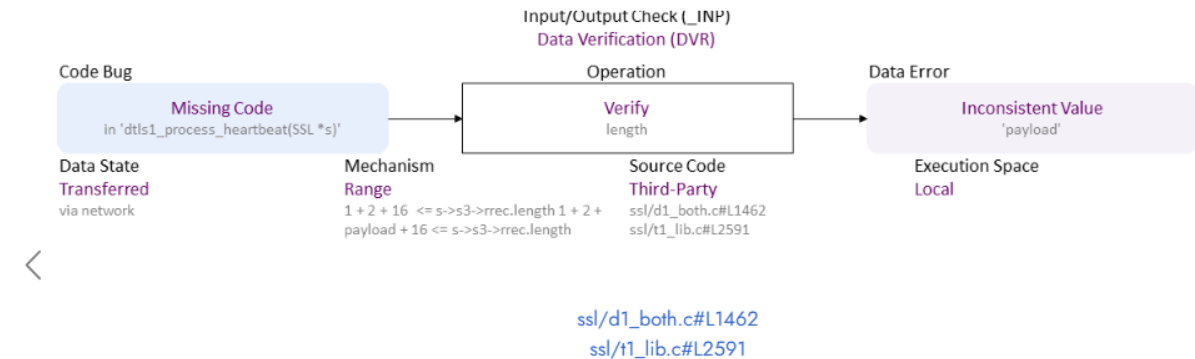 Input/Output Check (_INP)
Data Verification (DVR)
Code Bug
Operation
Data Error
Missing Code
in 'dtls1_process_heartbeat(SSL *s)'
Verify
length
Inconsistent Value
'payload'
Data State
Transferred
via network
Mechanism
Range
1 + 2 + 16 <= s->s3->rrec.length 1 + 2 +
payload + 16 <= s->s3->rrec.length
Source Code
Third-Party
ssl/d1_both.c#L1462
ssl/t1_lib.c#L2591
Execution Space
Local
ssl/d1_both.c#L1462
ssl/t1_lib.c#L2591